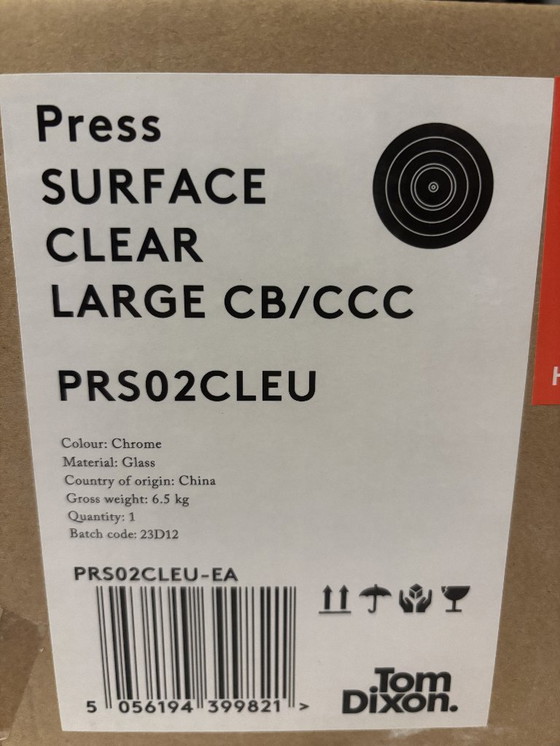 Press
SURFACE
CLEAR
LARGE CB/CCC
PRS02CLEU
Colour: Chrome
Material: Glass
Country of origin: China
Gross weight: 6.5 kg
Quantity: 1
Batch code: 23D12
PRS02CLEU-EA
5 056194 399821 >
Tom
Dixon.
H